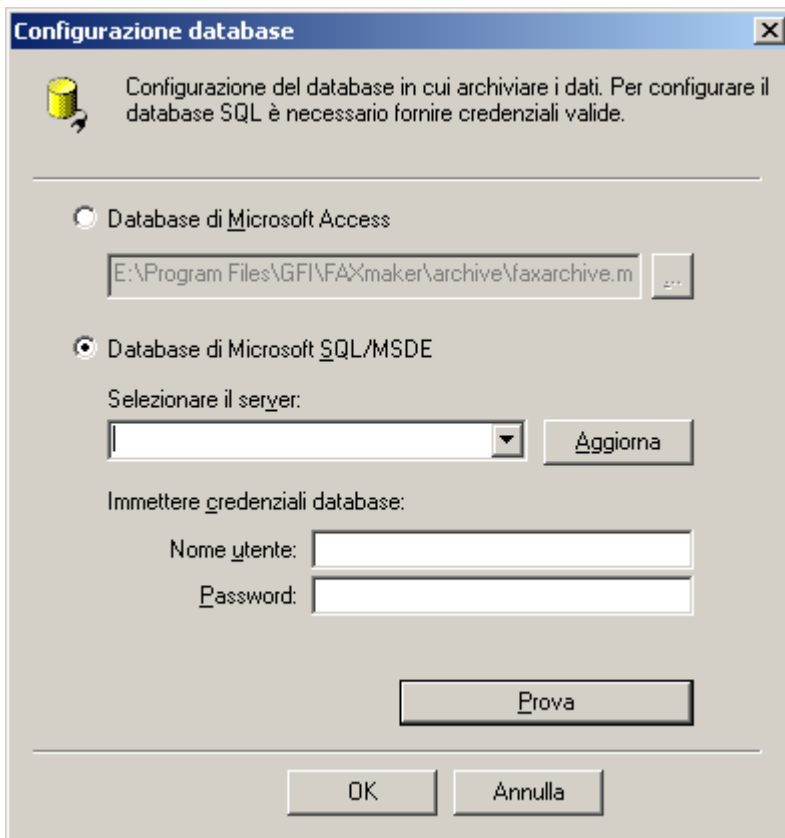 Configurazione database
Configurazione del database in cui archiviare i dati. Per configurare il
database SQL è necessario fornire credenziali valide.
Database di Microsoft Access
E:\Program Files\GFI\FAXmaker\archive\faxarchive.m
...
Database di Microsoft SQL/MSDE
Selezionare il server:
Aggiorna
Immettere credenziali database:
Nome utente:
Password:
Prova
OK
Annulla